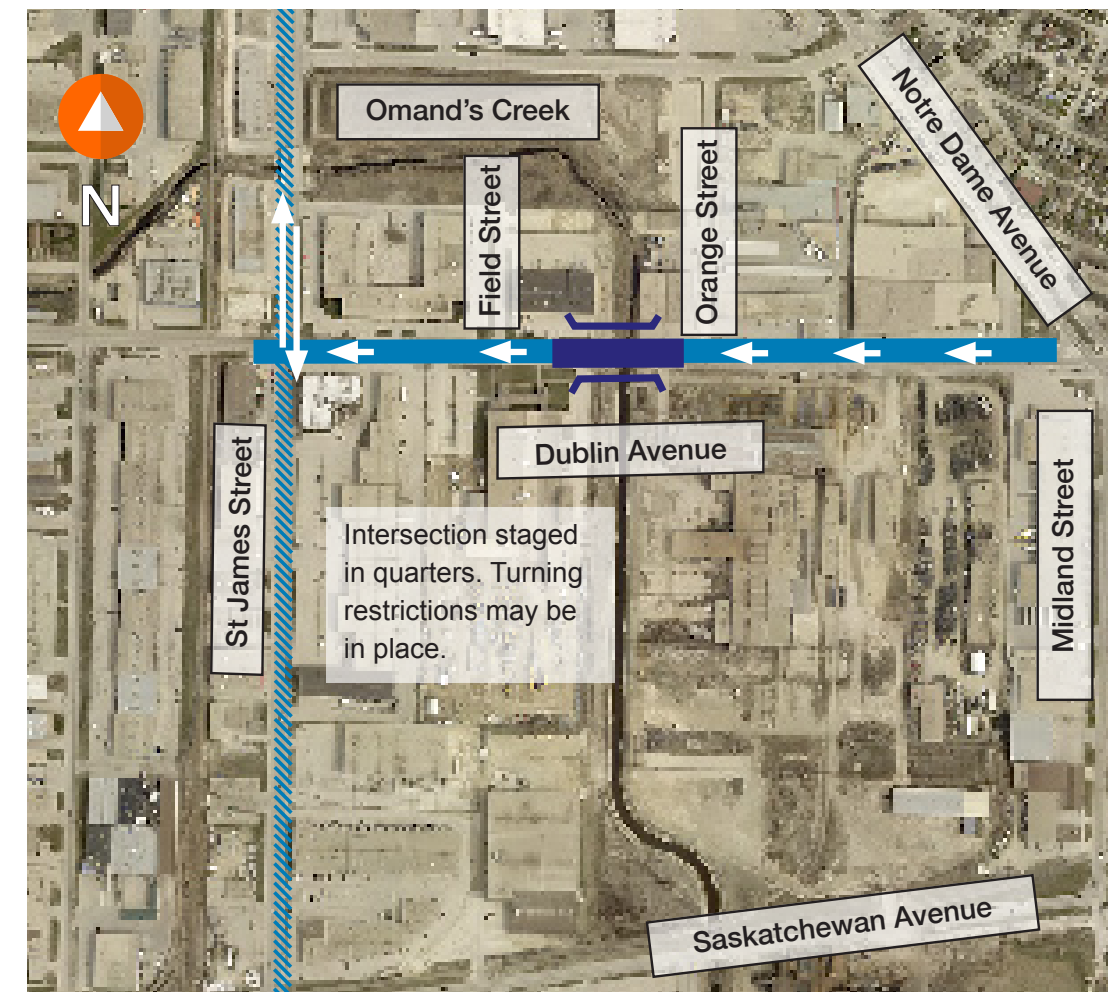 Omand's Creek
Notre Dame Avenue
N
Field Street
Orange Street
Dublin Avenue
St James Street
Intersection staged
in quarters. Turning
restrictions may be
in place.
Midland Street
Saskatchewan Avenue